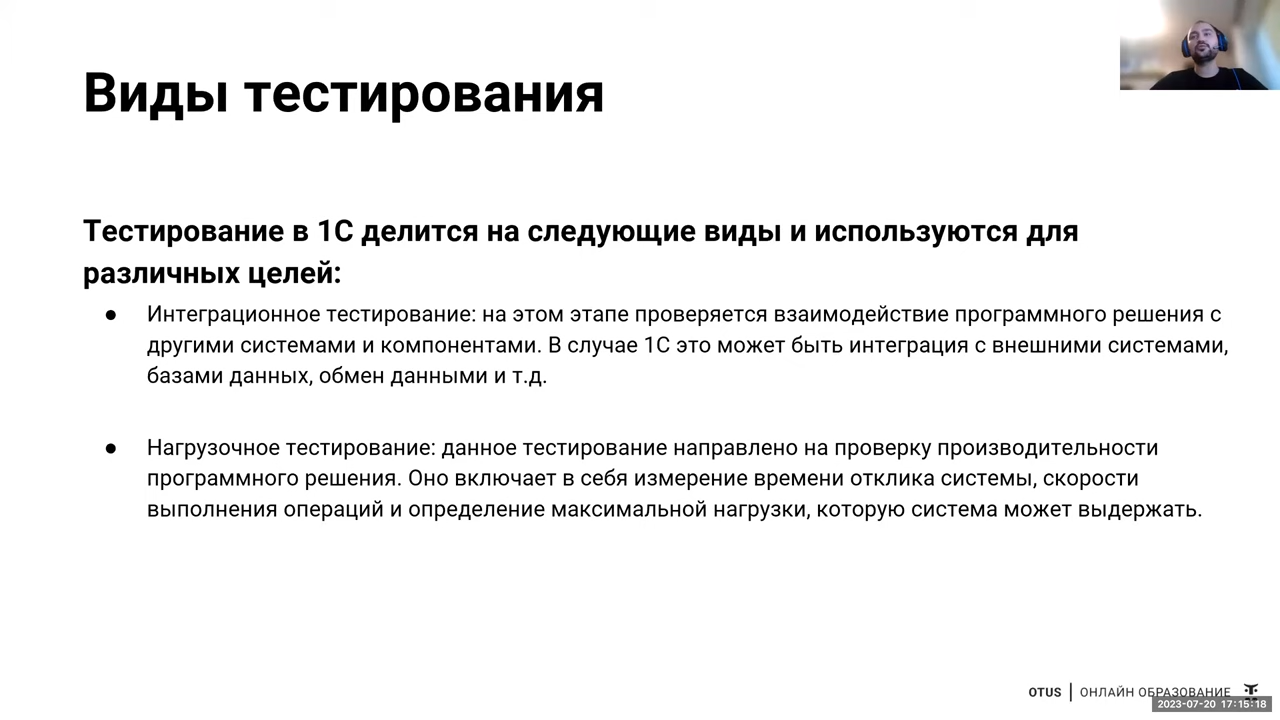 Виды тестирования
Тестирование в 1С делится на следующие виды и используются для
различных целей:
● Интеграционное тестирование: на этом этапе проверяется взаимодействие программного решения с
другими системами и компонентами. В случае 1С это может быть интеграция с внешними системами,
базами данных, обмен данными и т.д.
● Нагрузочное тестирование: данное тестирование направлено на проверку производительности
программного решения. Оно включает в себя измерение времени отклика системы, скорости
выполнения операций и определение максимальной нагрузки, которую система может выдержать.
OTUS | ОНЛАЙН ОБРАЗОВАНИЕ
2023-07-20 17:15:18